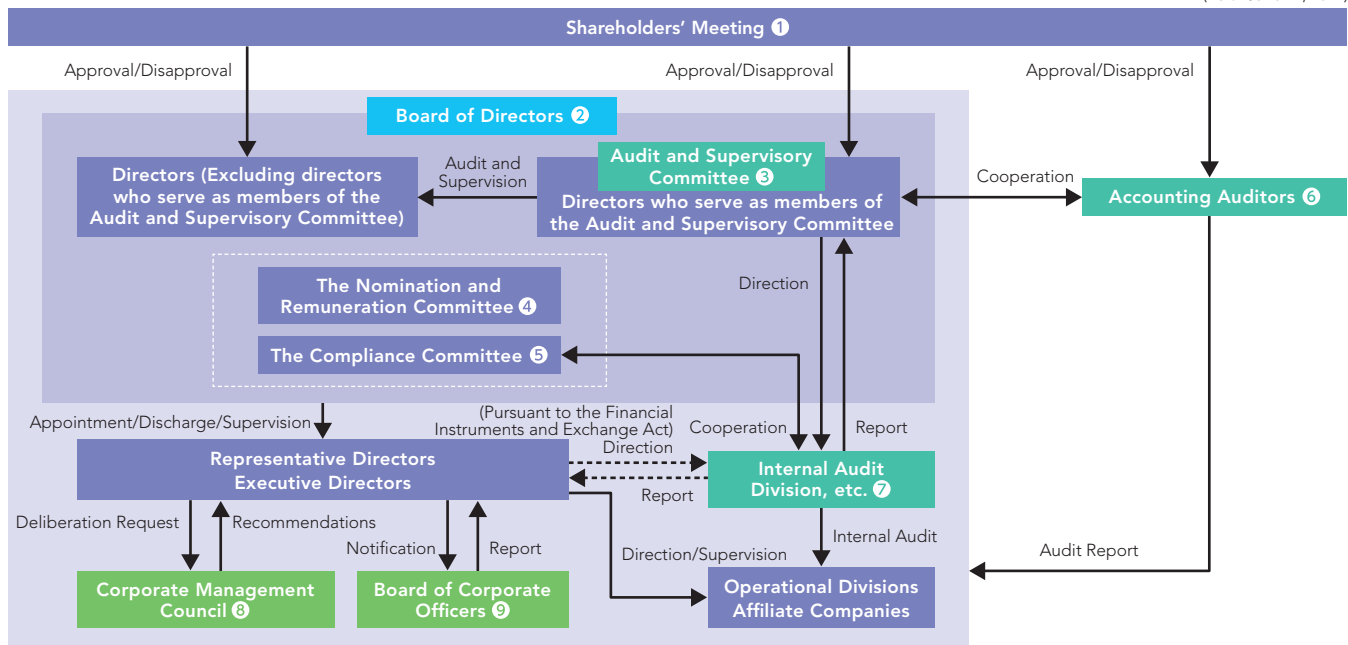 Shareholders' Meeting ❶
Approval/Disapproval
Approval/Disapproval
Approval/Disapproval
Board of Directors ❷
Directors (Excluding directors
who serve as members of the
Audit and Supervisory Committee)
Audit and
Supervision
Audit and Supervisory
Committee ❸
Directors who serve as members of
the Audit and Supervisory Committee
Cooperation
Accounting Auditors ❻
The Nomination and
Remuneration Committee ❹
Direction
The Compliance Committee ❺
Appointment/Discharge/Supervision
(Pursuant to the Financial
Instruments and Exchange Act)
Direction
Cooperation
Report
Representative Directors
Executive Directors
Internal Audit
Division, etc. ❼
Report
Deliberation Request
Recommendations
Notification
Report
Direction/Supervision
Internal Audit
Audit Report
Corporate Management
Council ❽
Board of Corporate
Officers ❾
Operational Divisions
Affiliate Companies